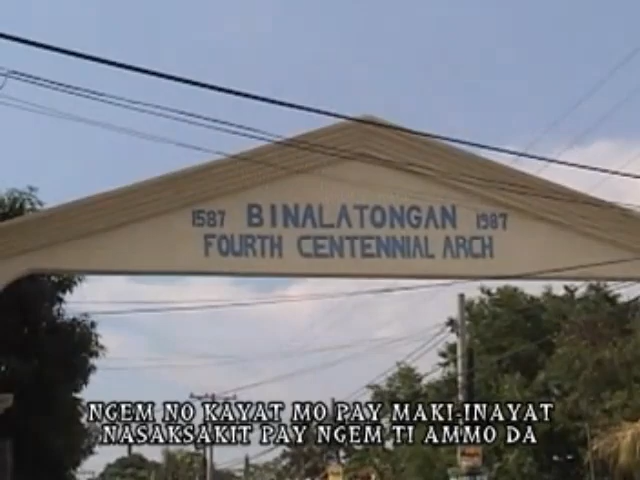 1587 BINALATONGAN 1987
FOURTH CENTENNIAL ARCH
NGEM NO KAYAT MO PAY MAKI-INAYAT
NASAKSAKIT PAY NGEM TI AMMO DA